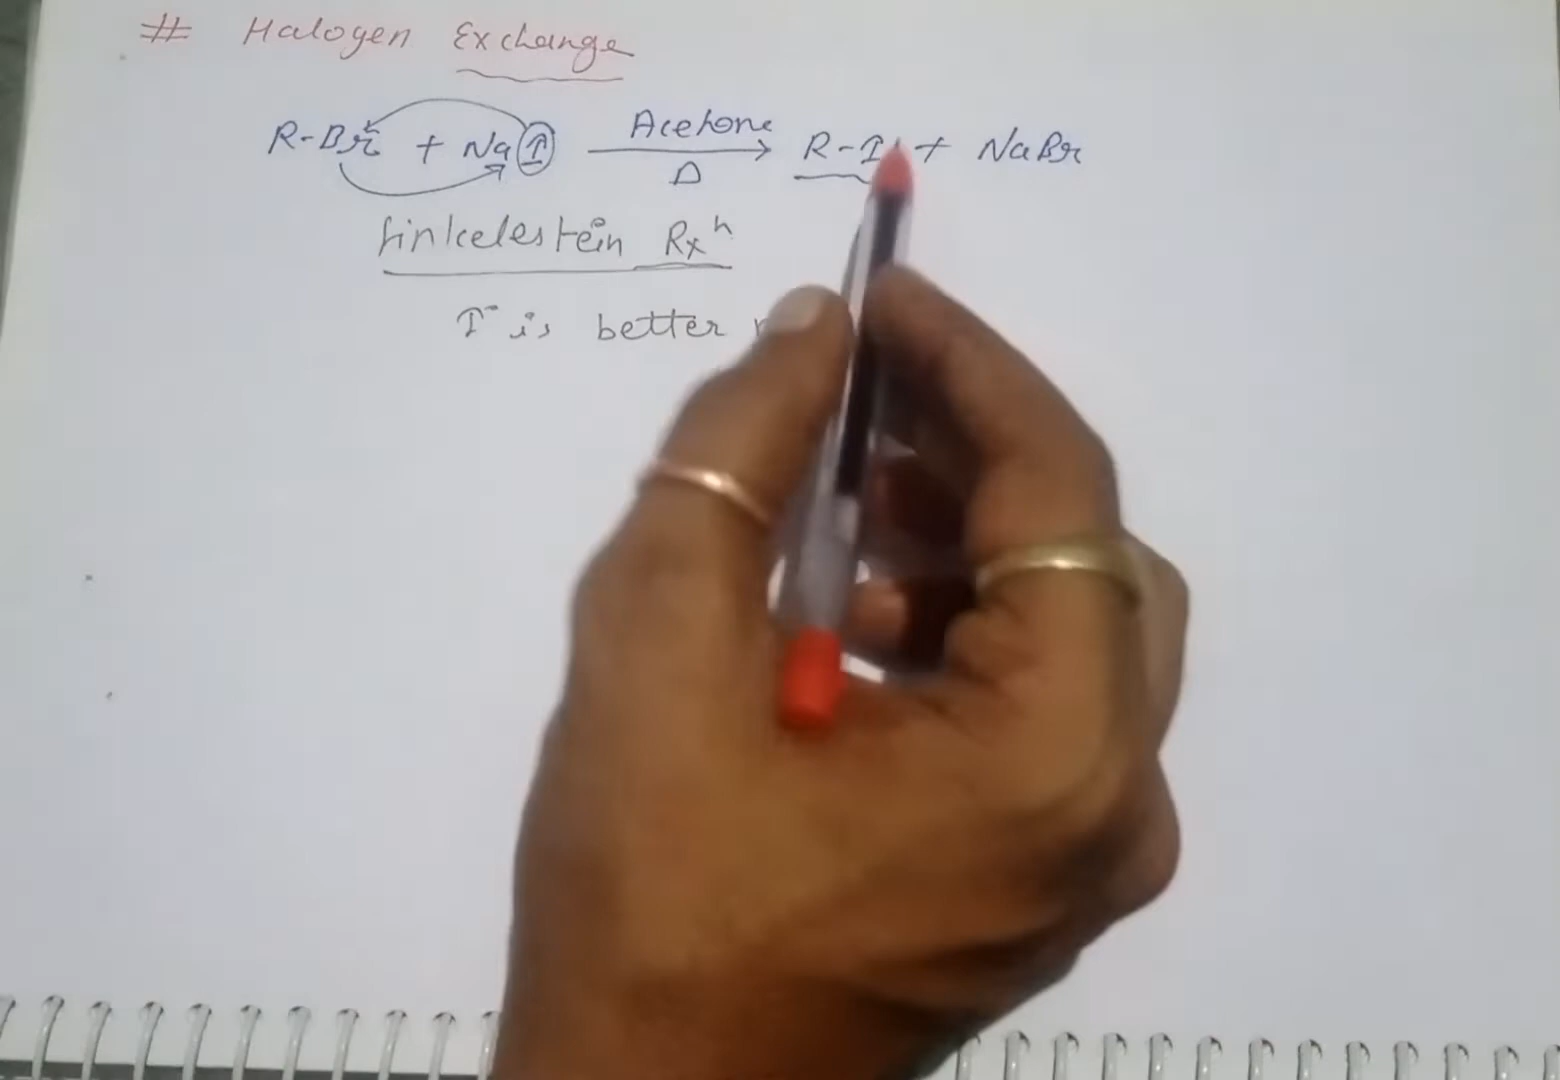 # Halogen Exchange
R-Br + NaI Acetone Δ R-I + NaBr
Finkelestein Rxn
I- is better